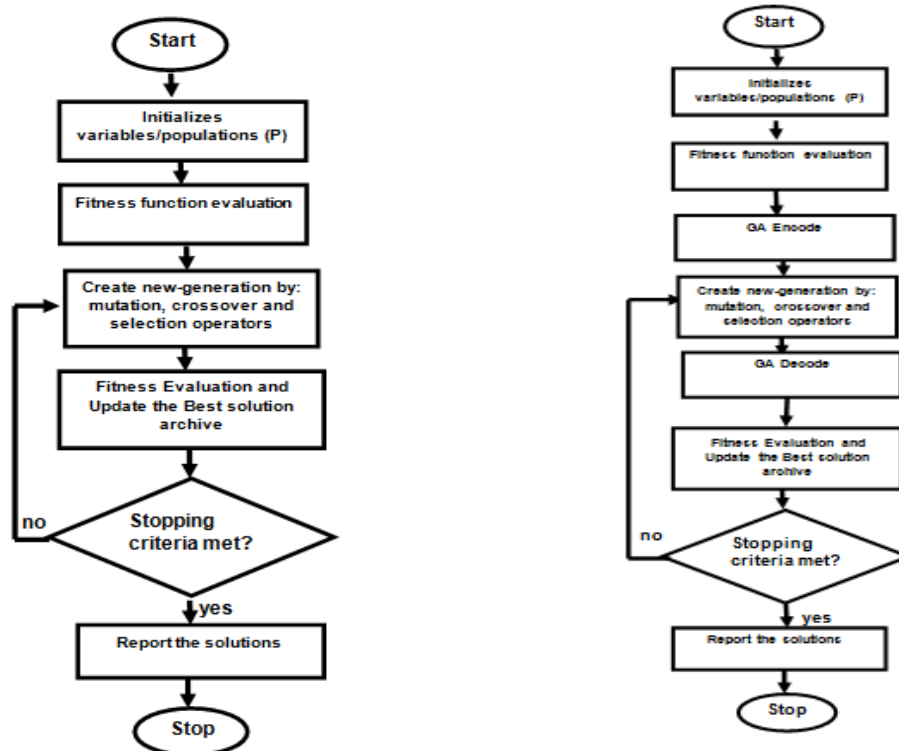 Start
Initializes
variables/populations (P)
Fitness function evaluation
Create new-generation by:
mutation, crossover and
selection operators
Fitness Evaluation and
Update the Best solution
archive
Stopping
criteria met?
no
yes
Report the solutions
Stop
Start
Initializes
variables/populations (P)
Fitness function evaluation
GA Encode
Create new-generation by:
mutation, crossover and
selection operators
GA Decode
Fitness Evaluation and
Update the Best solution
archive
Stopping
criteria met?
no
yes
Report the solutions
Stop